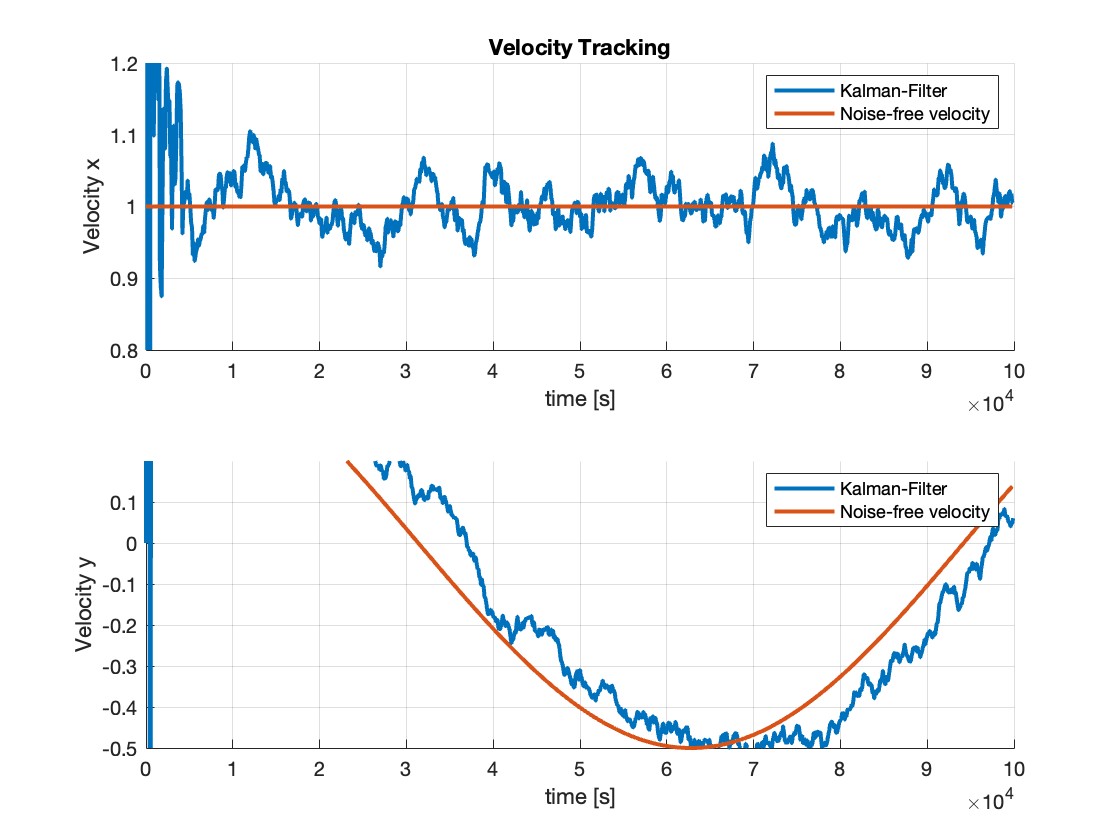 Velocity Tracking
Kalman-Filter
Noise-free velocity
1.2
1.1
1
0.9
0.8
Velocity x
0 1 2 3 4 5 6 7 8 9 10
time [s]
×10^4
Kalman-Filter
Noise-free velocity
0.1
0
-0.1
-0.2
-0.3
-0.4
-0.5
Velocity y
0 1 2 3 4 5 6 7 8 9 10
time [s]
×10^4